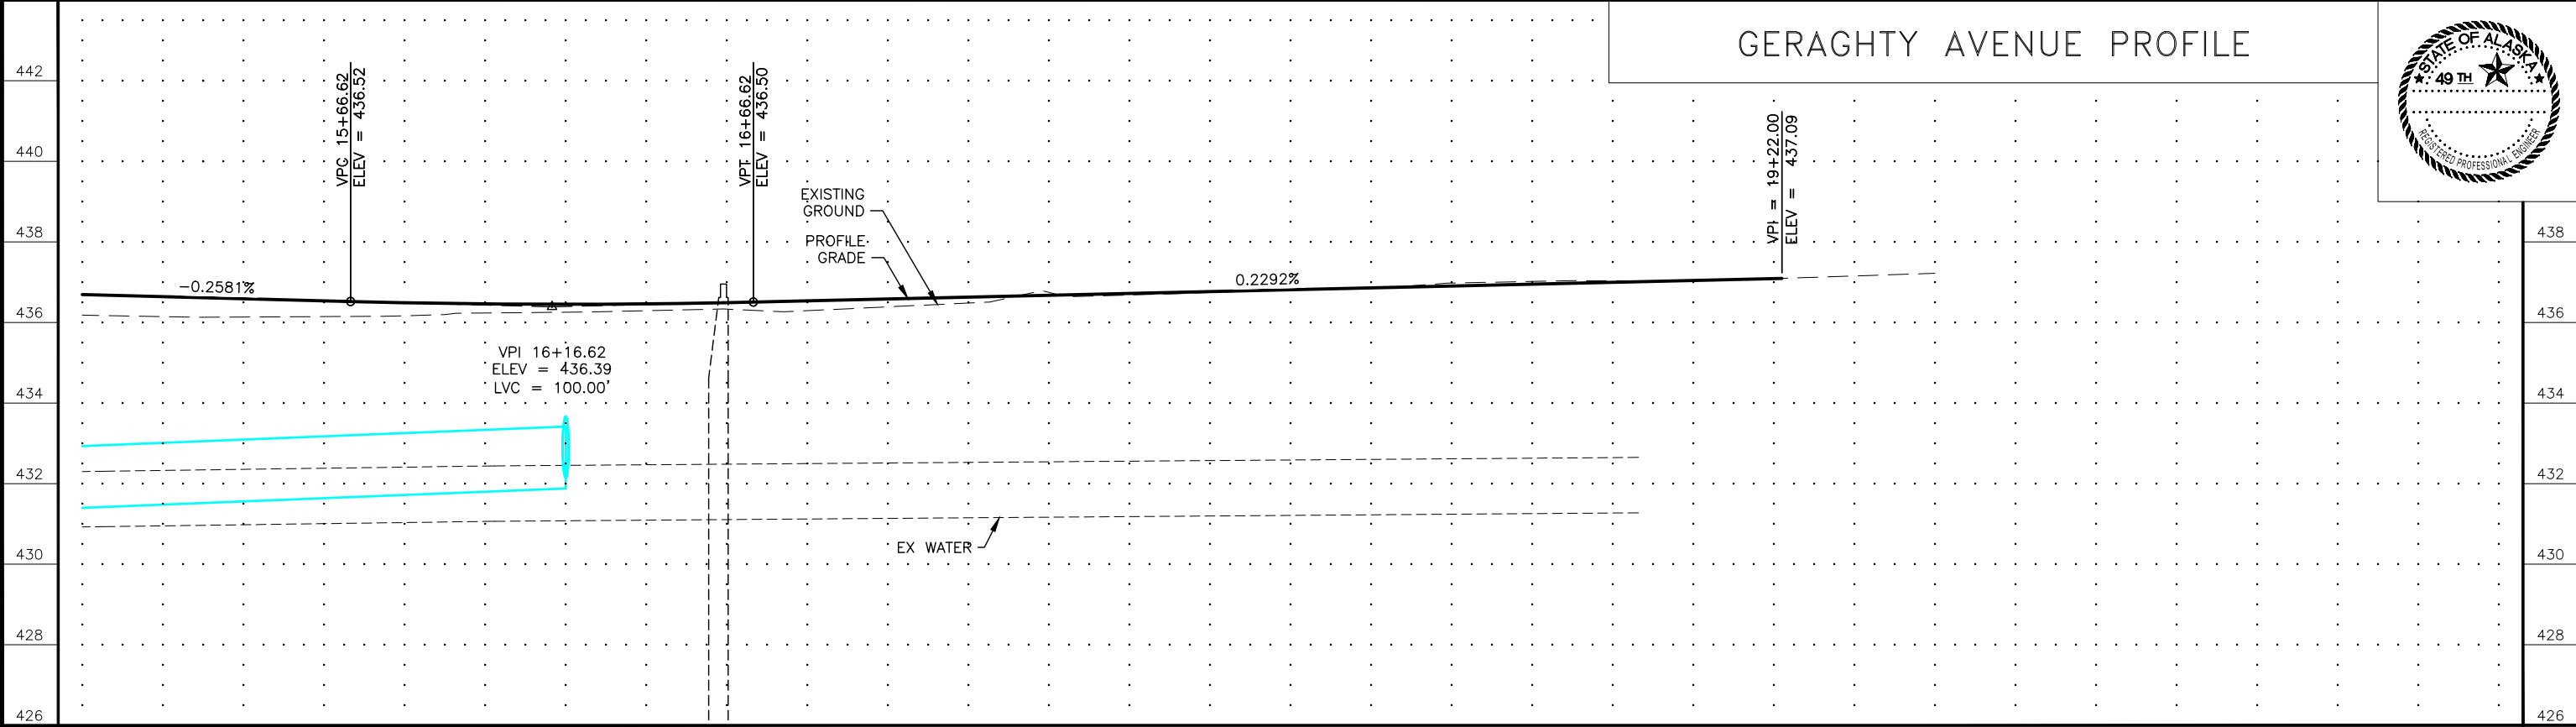 GERAGHTY AVENUE PROFILE
STATE OF ALASKA
49 TH
REGISTERED PROFESSIONAL ENGINEER
442
440
438
436
434
432
430
428
426
VPC 15+66.62
ELEV = 436.52
VPT 16+66.62
ELEV = 436.50
VPI = 19+22.00
ELEV = 437.09
EXISTING
GROUND
PROFILE
GRADE
-0.2581%
0.2292%
VPI 16+16.62
ELEV = 436.39
LVC = 100.00'
EX WATER
438
436
434
432
430
428
426